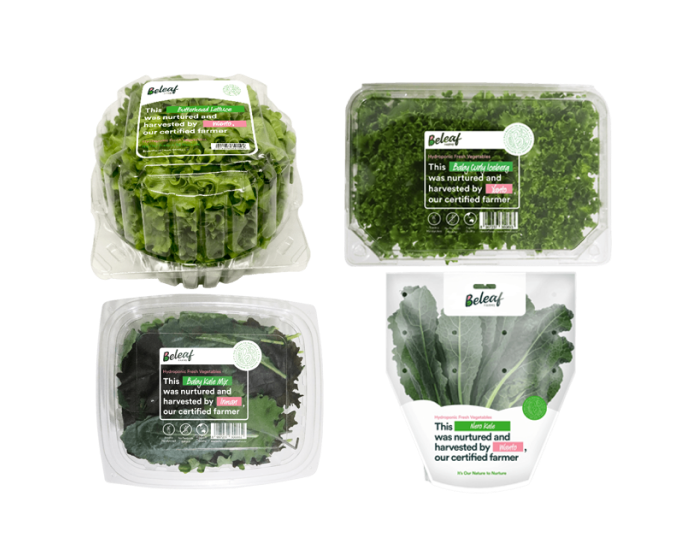 Beleaf
This Butterhead Lettuce
was nurtured and
harvested by
our certified farmer
Beleaf
Hydroponic Fresh Vegetables
This Baby Curly Iceberg
was nurtured and
harvested by
our certified farmer
Beleaf
Hydroponic Fresh Vegetables
This Baby Kale Mix
was nurtured and
harvested by ,
our certified farmer
Beleaf
Hydroponic Fresh Vegetables
This Nero Kale
was nurtured and
harvested by ,
our certified farmer
It's Our Nature to Nurture.